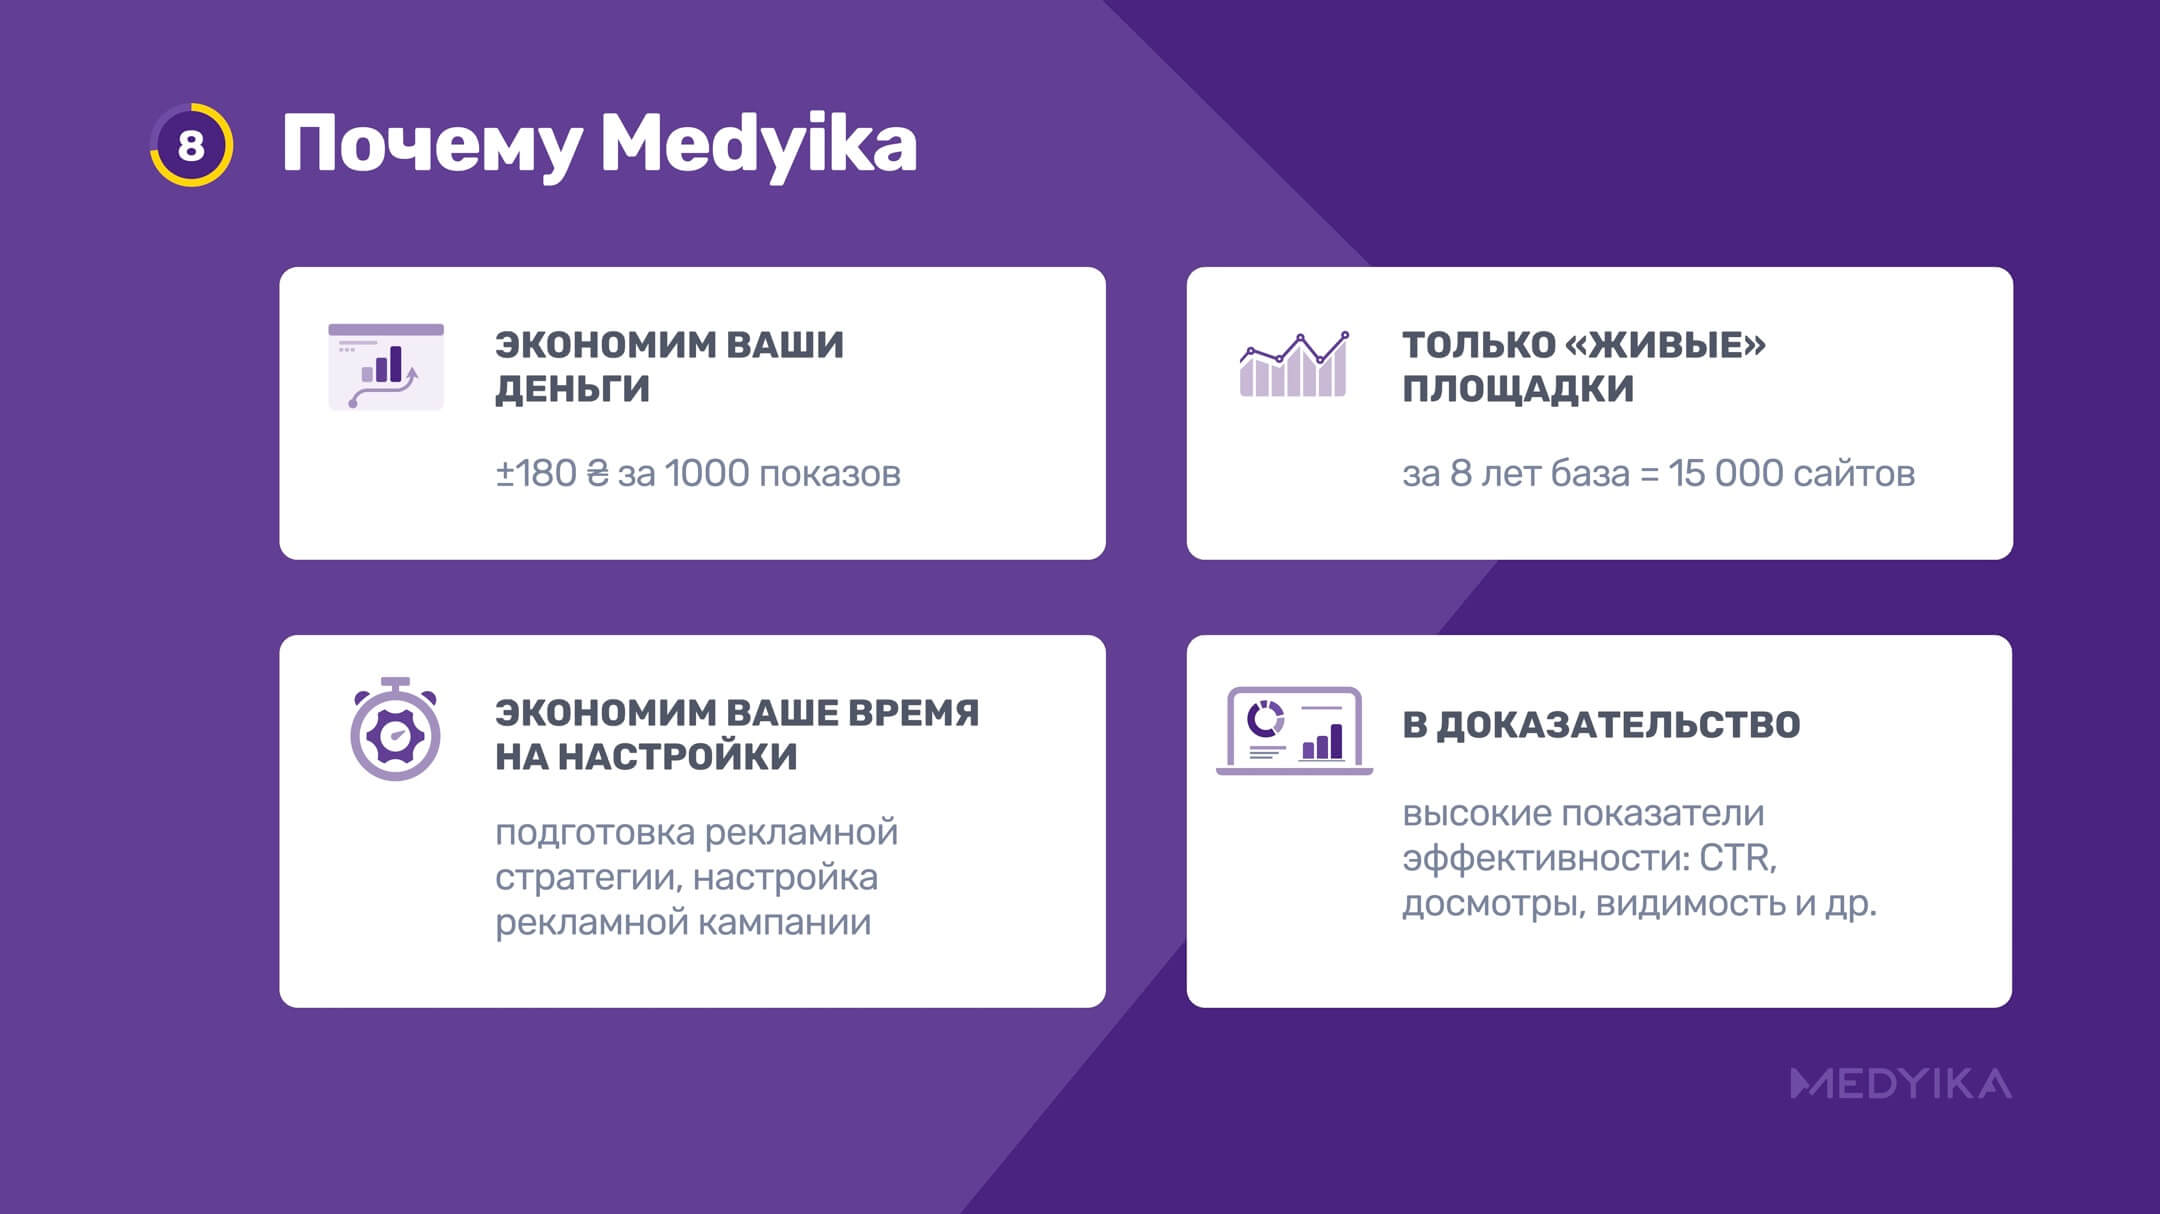 8
Почему Medyika
ЭКОНОМИМ ВАШИ
ДЕНЬГИ
±180 ₴ за 1000 показов
ТОЛЬКО «ЖИВЫЕ»
ПЛОЩАДКИ
за 8 лет база = 15 000 сайтов
ЭКОНОМИМ ВАШЕ ВРЕМЯ
НА НАСТРОЙКИ
подготовка рекламной
стратегии, настройка
рекламной кампании
В ДОКАЗАТЕЛЬСТВО
высокие показатели
эффективности: CTR,
досмотры, видимость и др.
MEDYIKA